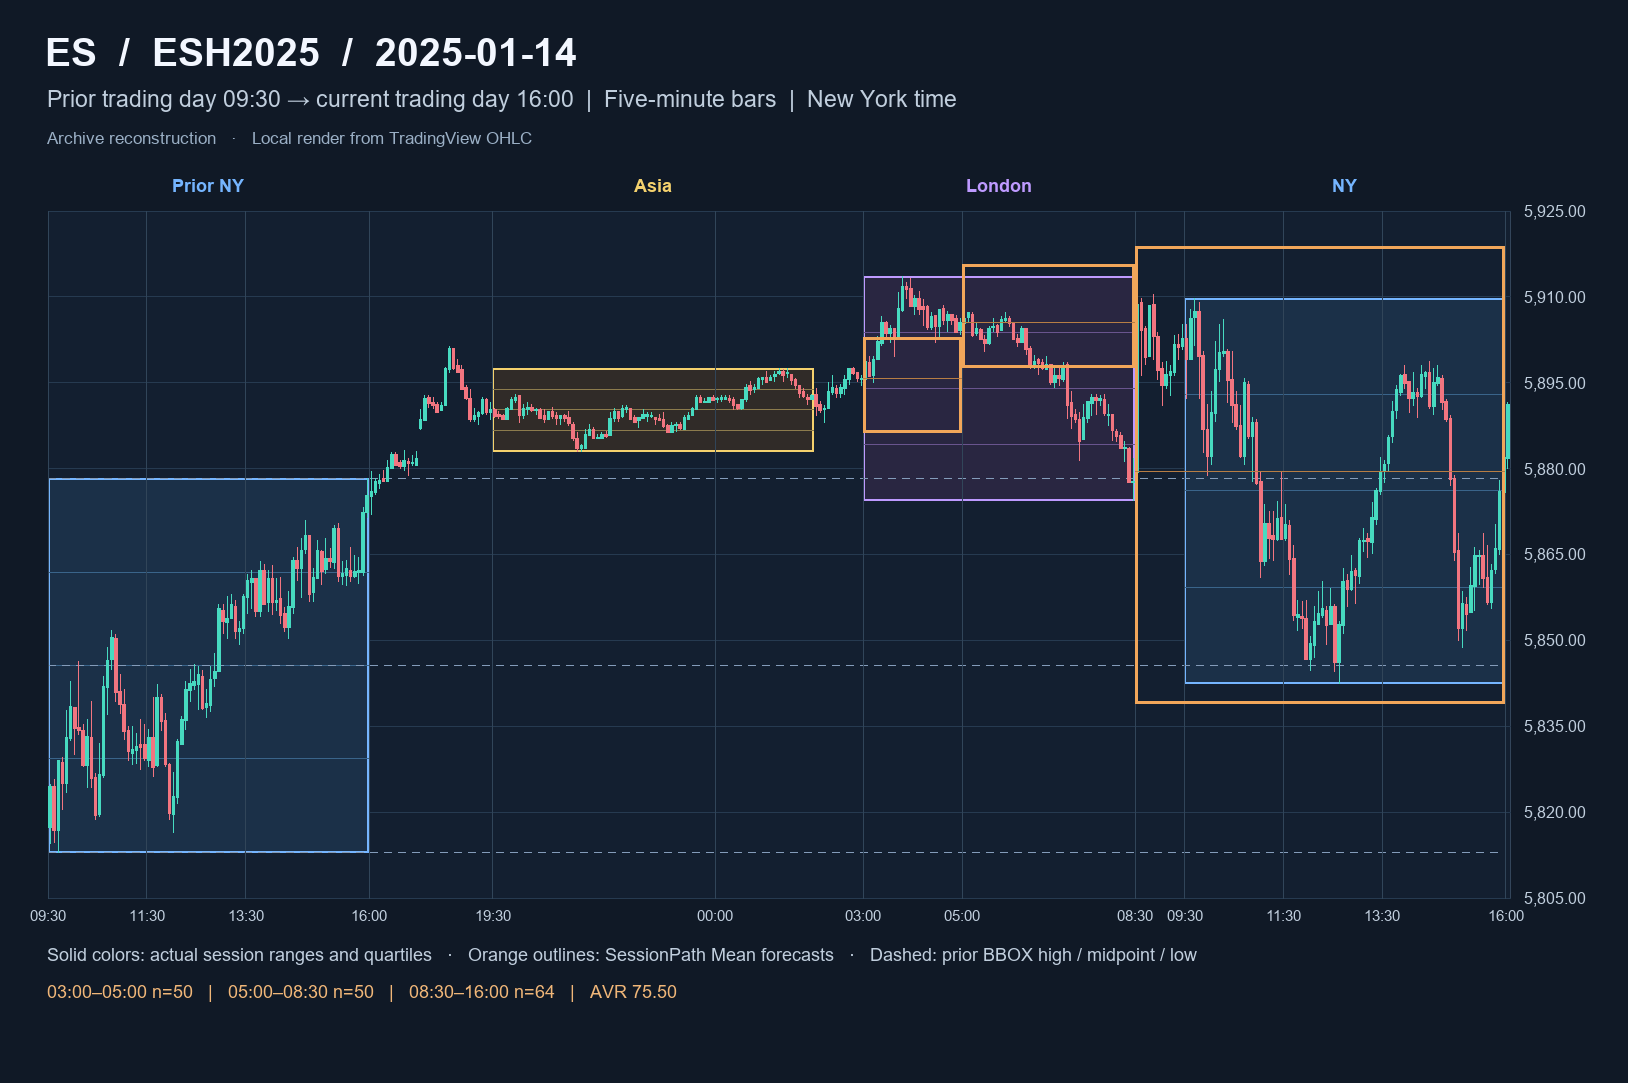 ES / ESH2025 / 2025-01-14
Prior trading day 09:30 → current trading day 16:00 | Five-minute bars | New York time
Archive reconstruction · Local render from TradingView OHLC
Prior NY Asia London NY
5,925.00
5,910.00
5,895.00
5,880.00
5,865.00
5,850.00
5,835.00
5,820.00
5,805.00
09:30 11:30 13:30 16:00 19:30 00:00 03:00 05:00 08:30 09:30 11:30 13:30 16:00
Solid colors: actual session ranges and quartiles · Orange outlines: SessionPath Mean forecasts · Dashed: prior BBOX high / midpoint / low
03:00–05:00 n=50 | 05:00–08:30 n=50 | 08:30–16:00 n=64 | AVR 75.50